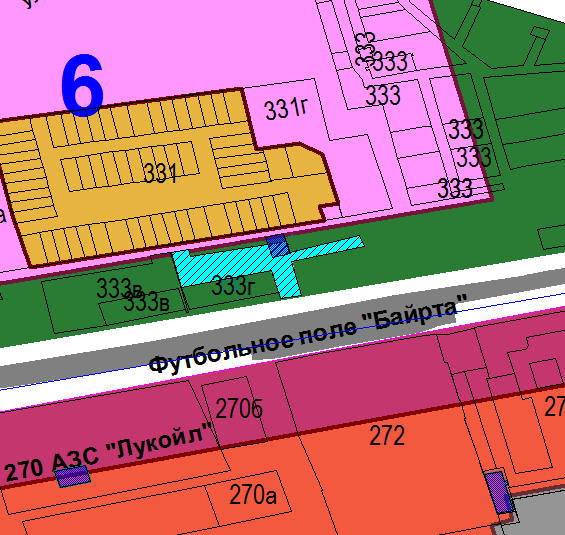 6
333
333
333
331г
333
333
331
333
333в
333в
333г
Футбольное поле "Байрта"
270б
270 АЗС "Лукойл"
272
270а